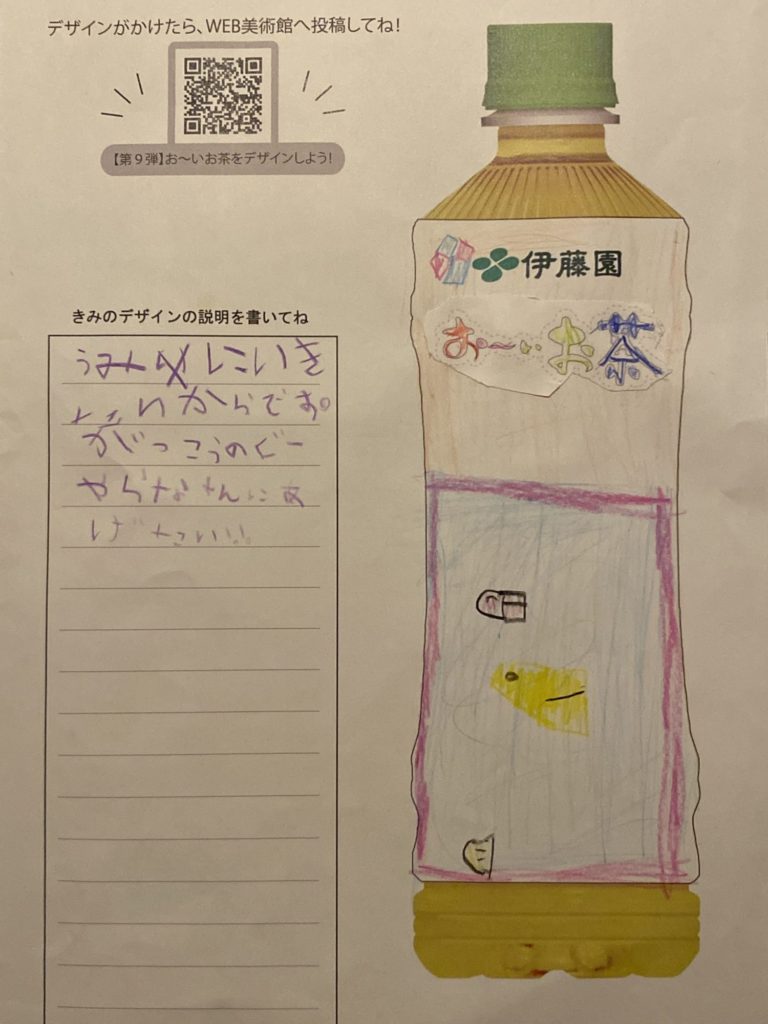 デザインがかけたら、WEB美術館へ投稿してね！
【第９弾】お〜いお茶をデザインしよう！
伊藤園
お〜いお茶
きみのデザインの説明を書いてね
うみにいき
たいからです。
がっこうのぐー
やらなんにあ
げたい!!